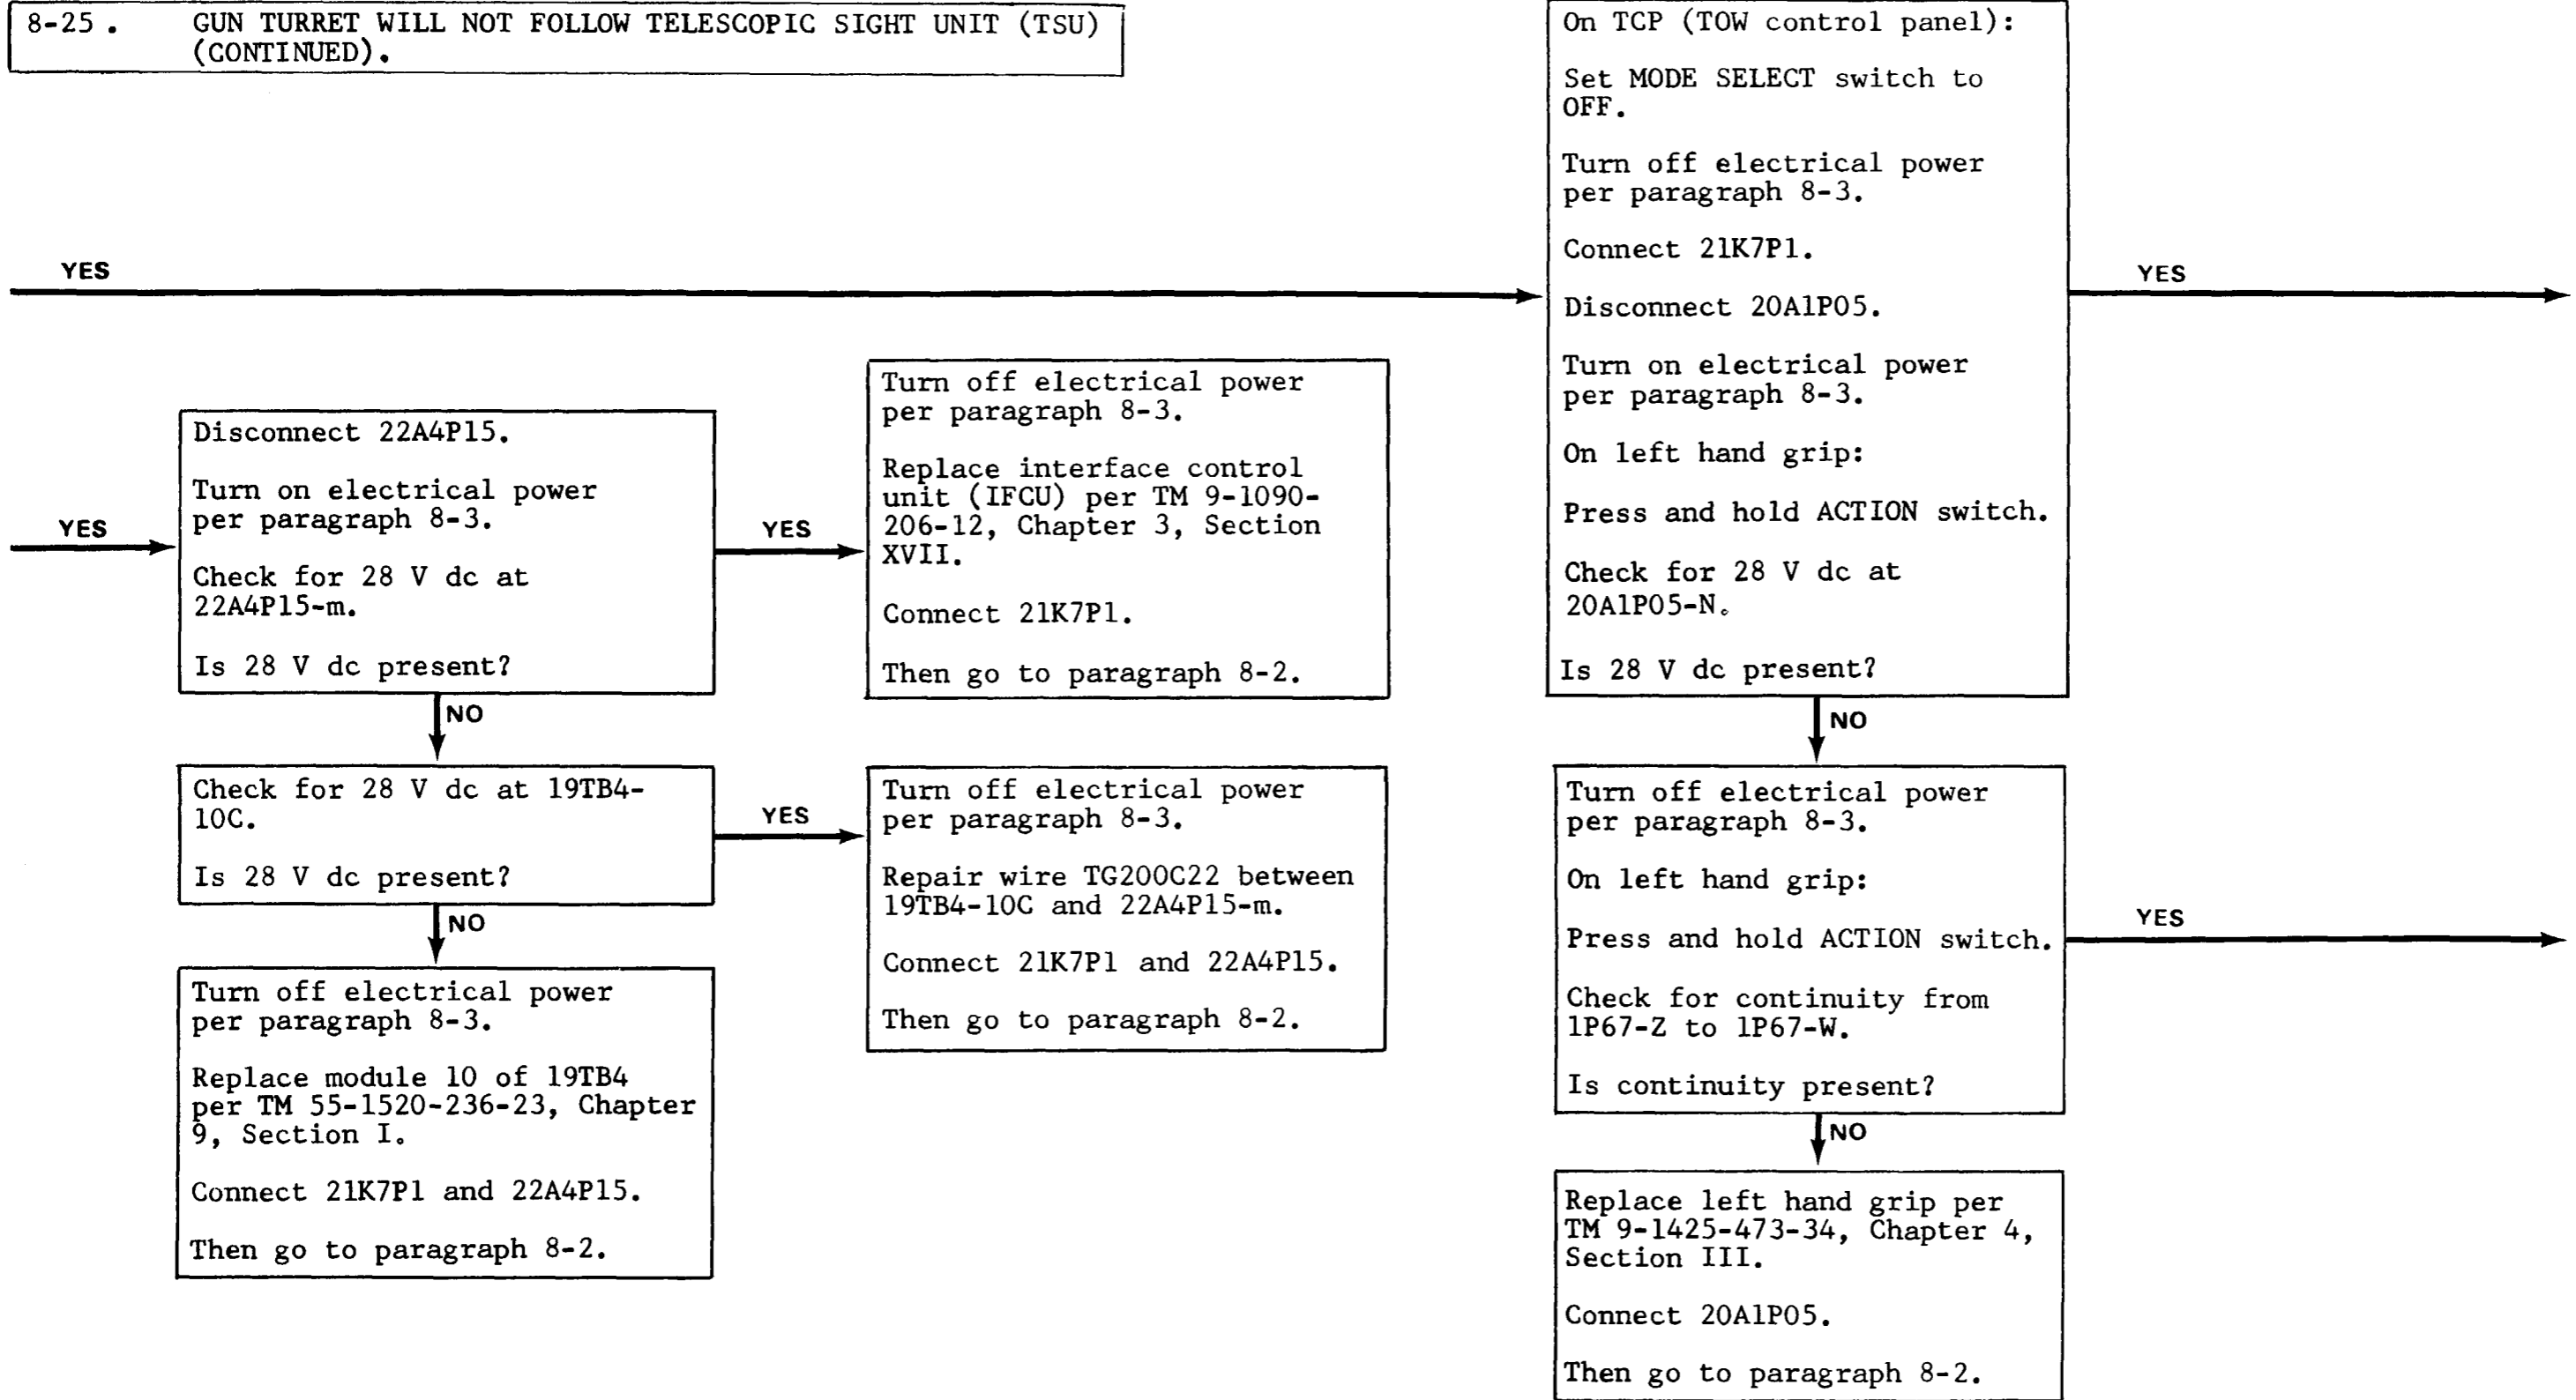 8-25 . GUN TURRET WILL NOT FOLLOW TELESCOPIC SIGHT UNIT (TSU)
(CONTINUED).
YES
On TCP (TOW control panel):
Set MODE SELECT switch to
OFF.
Turn off electrical power
per paragraph 8-3.
Connect 21K7P1.
Disconnect 20A1P05.
Turn on electrical power
per paragraph 8-3.
On left hand grip:
Press and hold ACTION switch.
Check for 28 V dc at
20A1P05-N.
Is 28 V dc present?
YES
YES
Disconnect 22A4P15.
Turn on electrical power
per paragraph 8-3.
Check for 28 V dc at
22A4P15-m.
Is 28 V dc present?
YES
Turn off electrical power
per paragraph 8-3.
Replace interface control
unit (IFCU) per TM 9-1090-
206-12, Chapter 3, Section
XVII.
Connect 21K7P1.
Then go to paragraph 8-2.
NO
NO
Check for 28 V dc at 19TB4-
10C.
Is 28 V dc present?
YES
Turn off electrical power
per paragraph 8-3.
Repair wire TG200C22 between
19TB4-10C and 22A4P15-m.
Connect 21K7P1 and 22A4P15.
Then go to paragraph 8-2.
Turn off electrical power
per paragraph 8-3.
On left hand grip:
Press and hold ACTION switch.
Check for continuity from
1P67-Z to 1P67-W.
Is continuity present?
YES
NO
Turn off electrical power
per paragraph 8-3.
Replace module 10 of 19TB4
per TM 55-1520-236-23, Chapter
9, Section I.
Connect 21K7P1 and 22A4P15.
Then go to paragraph 8-2.
NO
Replace left hand grip per
TM 9-1425-473-34, Chapter 4,
Section III.
Connect 20A1P05.
Then go to paragraph 8-2.